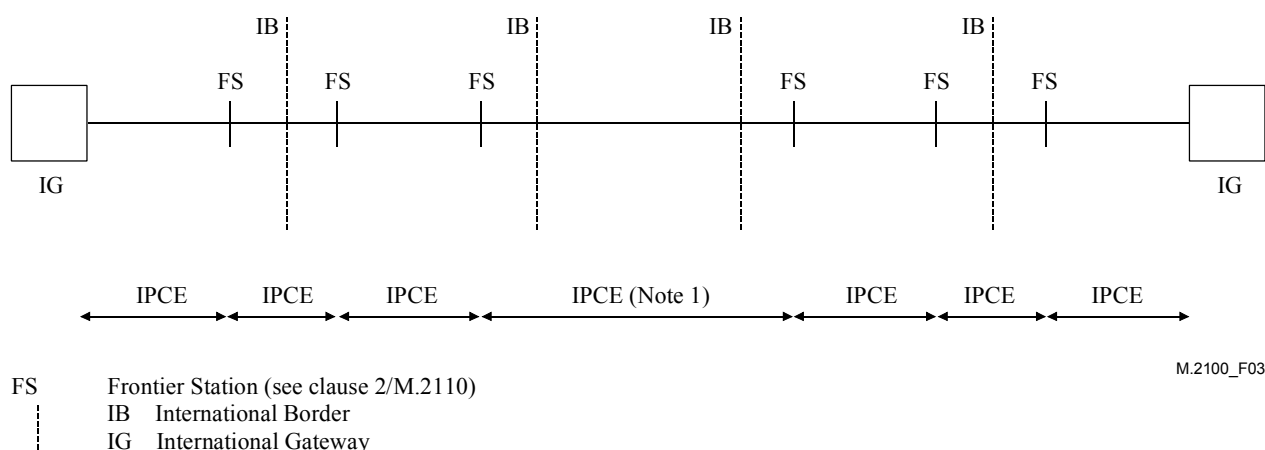 IB IB IB IB
FS FS FS FS FS FS
IG IG
IPCE IPCE IPCE IPCE (Note 1) IPCE IPCE IPCE
M.2100_F03
FS Frontier Station (see clause 2/M.2110)
IB International Border
IG International Gateway